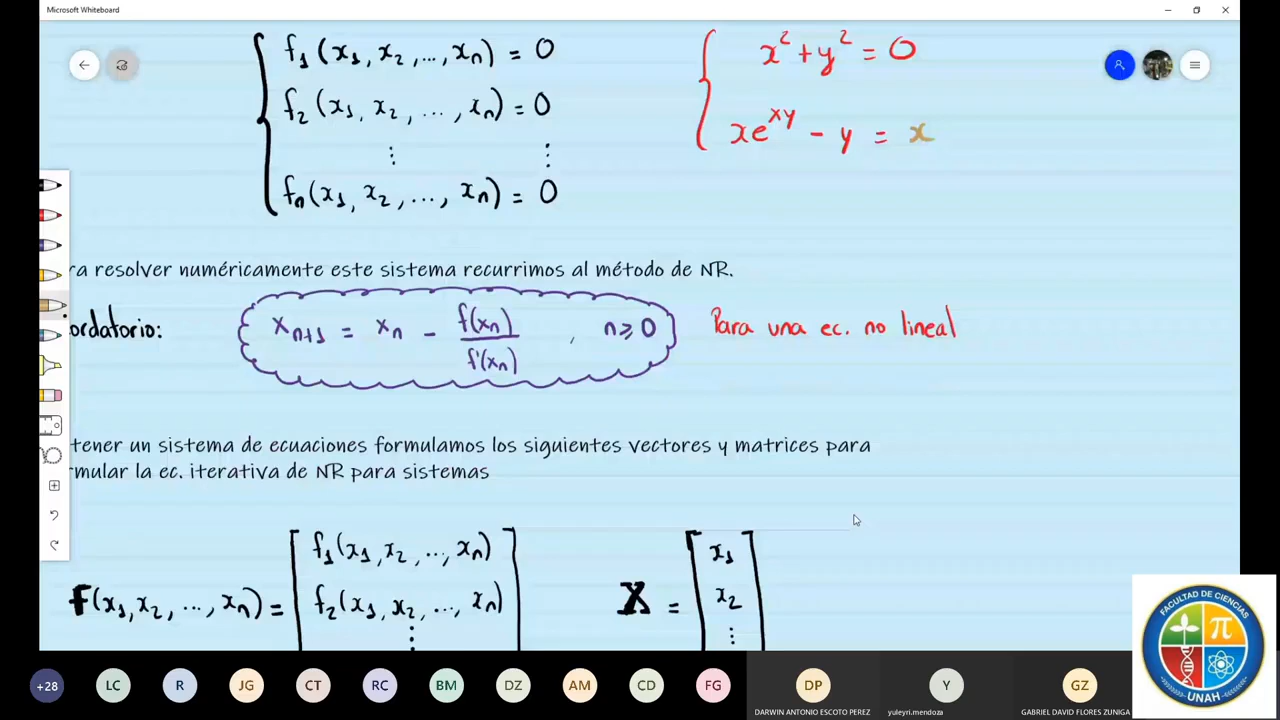 Microsoft Whiteboard
f₁(x₁, x₂, ..., xₙ) = 0
f₂(x₁, x₂, ..., xₙ) = 0
⋮ ⋮
fₙ(x₁, x₂, ..., xₙ) = 0
x² + y² = 0
xe^{xy} - y = x
ra resolver numéricamente este sistema recurrimos al método de NR.
ordatorio:
xₙ₊₁ = xₙ - f(xₙ)/f'(xₙ) , n ≥ 0
Para una ec. no lineal
tener un sistema de ecuaciones formulamos los siguientes vectores y matrices para
mular la ec. iterativa de NR para sistemas
F(x₁, x₂, ..., xₙ) = [f₁(x₁, x₂, ..., xₙ)
f₂(x₁, x₂, ..., xₙ)
⋮
X = [x₁
x₂
⋮
+28 LC R JG CT RC BM DZ AM CD FG DP Y GZ
DARWIN ANTONIO ESCOTO PEREZ
yuleyri.mendoza
GABRIEL DAVID FLORES ZUNIGA
FACULTAD DE CIENCIAS
π
UNAH